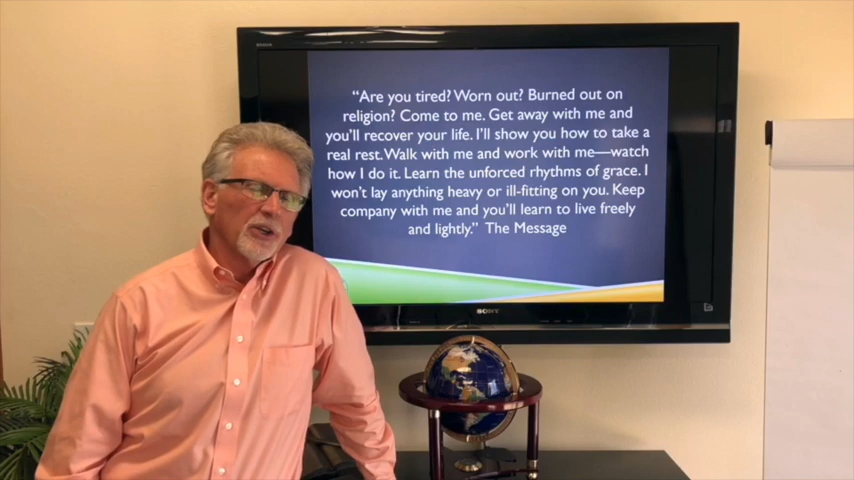 SONY
“Are you tired? Worn out? Burned out on
religion? Come to me. Get away with me and
you’ll recover your life. I’ll show you how to take a
real rest. Walk with me and work with me—watch
how I do it. Learn the unforced rhythms of grace. I
won’t lay anything heavy or ill-fitting on you. Keep
company with me and you’ll learn to live freely
and lightly.” The Message
SONY